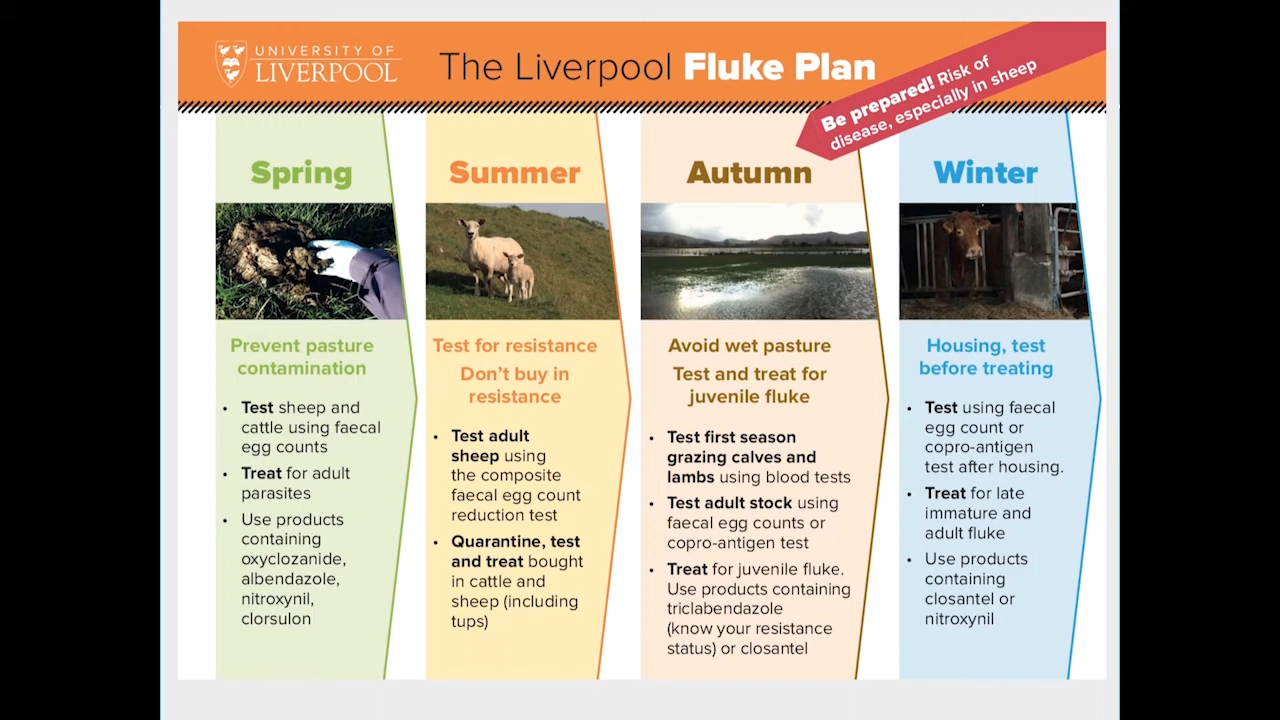 UNIVERSITY OF
LIVERPOOL
The Liverpool Fluke Plan
Be prepared! Risk of
disease, especially in sheep
Spring
Prevent pasture
contamination
• Test sheep and
cattle using faecal
egg counts
• Treat for adult
parasites
• Use products
containing
oxyclozanide,
albendazole,
nitroxynil,
clorsulon
Summer
Test for resistance
Don’t buy in
resistance
• Test adult
sheep using
the composite
faecal egg count
reduction test
• Quarantine, test
and treat bought
in cattle and
sheep (including
tups)
Autumn
Avoid wet pasture
Test and treat for
juvenile fluke
• Test first season
grazing calves and
lambs using blood tests
• Test adult stock using
faecal egg counts or
copro-antigen test
• Treat for juvenile fluke.
Use products containing
triclabendazole
(know your resistance
status) or closantel
Winter
Housing, test
before treating
• Test using faecal
egg count or
copro-antigen
test after housing.
• Treat for late
immature and
adult fluke
• Use products
containing
closantel or
nitroxynil